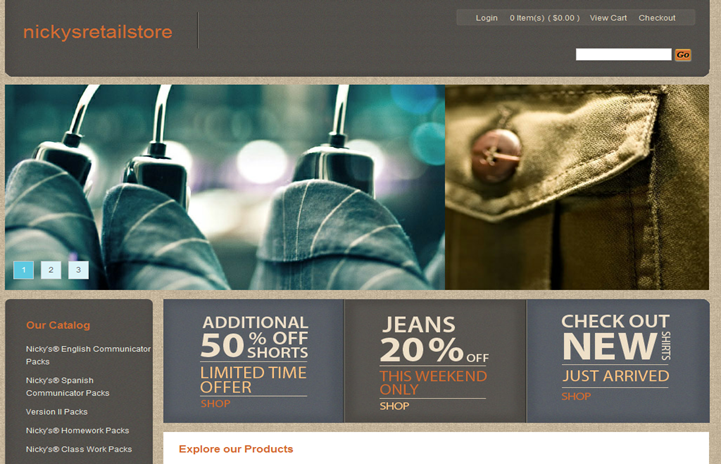 nickysretailstore
Login 0 Item(s) ( $0.00 ) View Cart Checkout
Go
1 2 3
Our Catalog
Nicky's® English Communicator
Packs
Nicky's® Spanish
Communicator Packs
Version II Packs
Nicky's® Homework Packs
Nicky's® Class Work Packs
ADDITIONAL
50% OFF
SHORTS
LIMITED TIME
OFFER
SHOP
JEANS
20% OFF
THIS WEEKEND
ONLY
SHOP
CHECK OUT
NEW SHIRTS
JUST ARRIVED
SHOP
Explore our Products